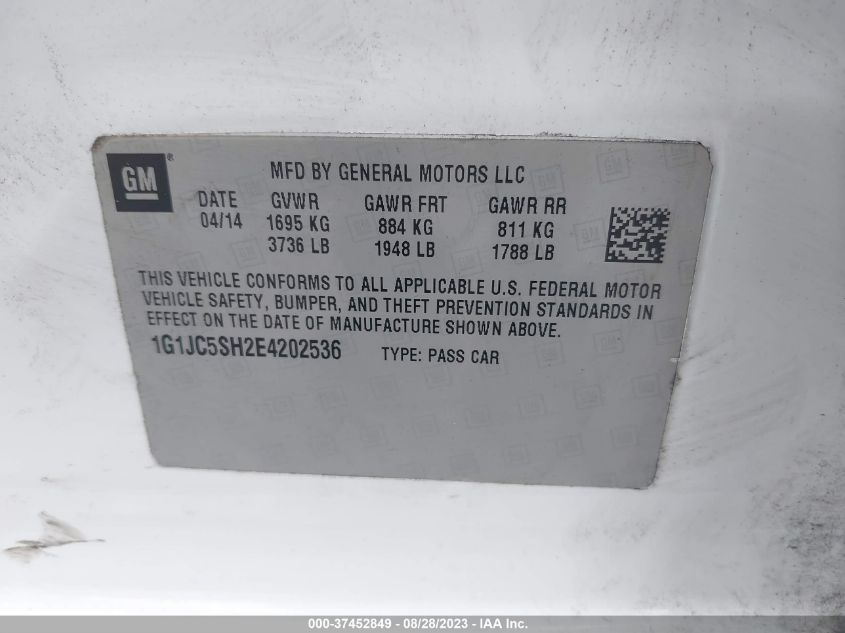 GM®
MFD BY GENERAL MOTORS LLC
DATE GVWR GAWR FRT GAWR RR
04/14 1695 KG 884 KG 811 KG
3736 LB 1948 LB 1788 LB
THIS VEHICLE CONFORMS TO ALL APPLICABLE U.S. FEDERAL MOTOR
VEHICLE SAFETY, BUMPER, AND THEFT PREVENTION STANDARDS IN
EFFECT ON THE DATE OF MANUFACTURE SHOWN ABOVE.
1G1JC5SH2E4202536 TYPE: PASS CAR
000-37452849 - 08/28/2023 - IAA Inc.